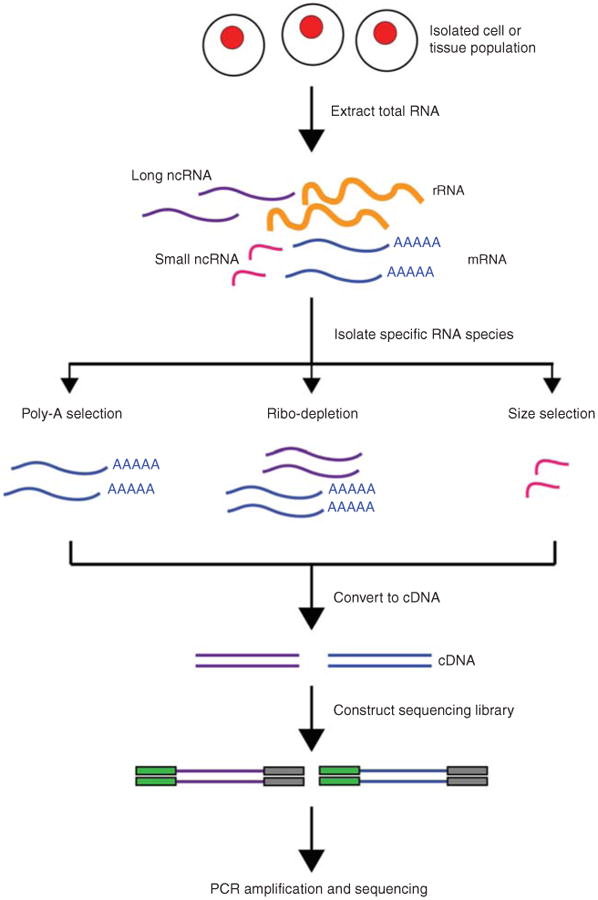 Isolated cell or
tissue population
Extract total RNA
Long ncRNA
rRNA
AAAAA
Small ncRNA
mRNA
AAAAA
Isolate specific RNA species
Poly-A selection
Ribo-depletion
Size selection
AAAAA
AAAAA
AAAAA
AAAAA
Convert to cDNA
cDNA
Construct sequencing library
PCR amplification and sequencing